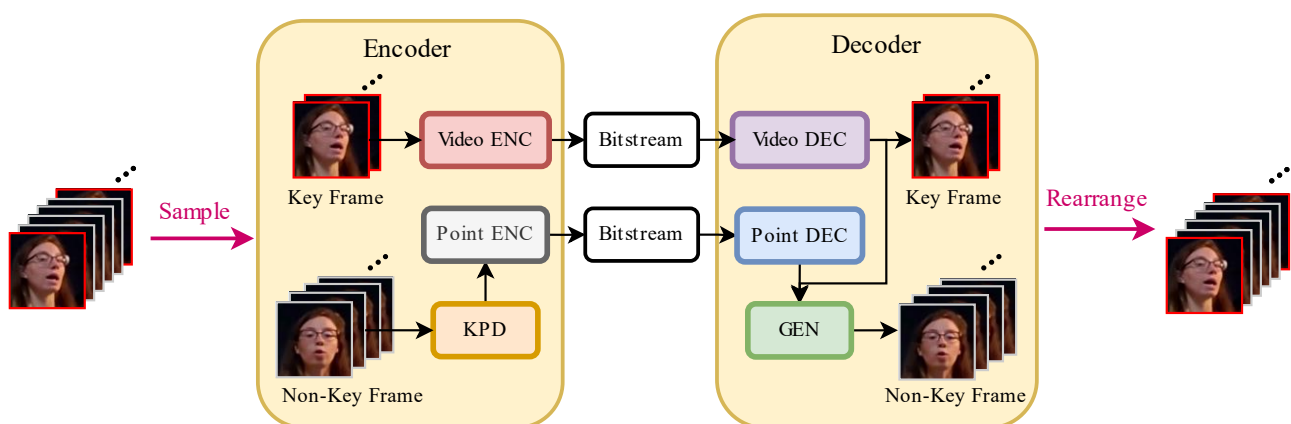 Encoder
Decoder
Video ENC
Bitstream
Video DEC
Key Frame
Key Frame
Sample
Rearrange
Point ENC
Bitstream
Point DEC
KPD
GEN
Non-Key Frame
Non-Key Frame